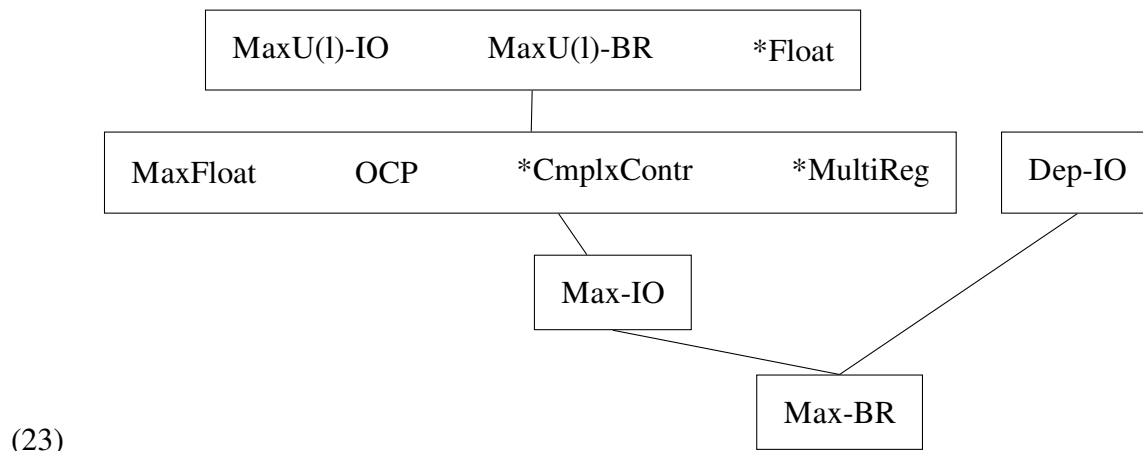 MaxU(l)-IO MaxU(l)-BR *Float
MaxFloat OCP *CmplxContr *MultiReg Dep-IO
Max-IO
Max-BR
(23)